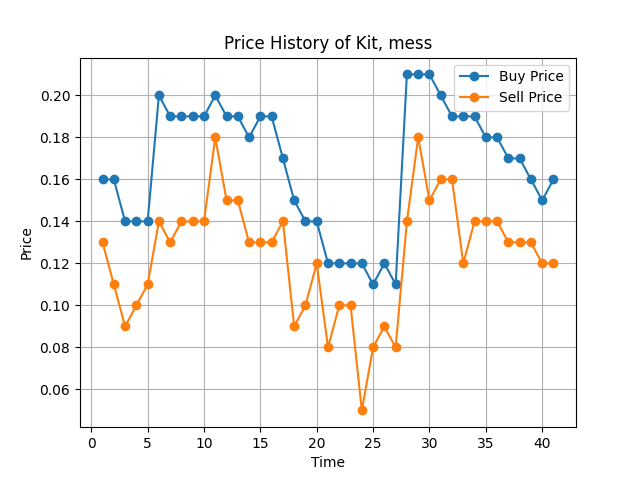 Price History of Kit, mess
Buy Price
Sell Price
0.20
0.18
0.16
0.14
0.12
0.10
0.08
0.06
Price
0 5 10 15 20 25 30 35 40
Time